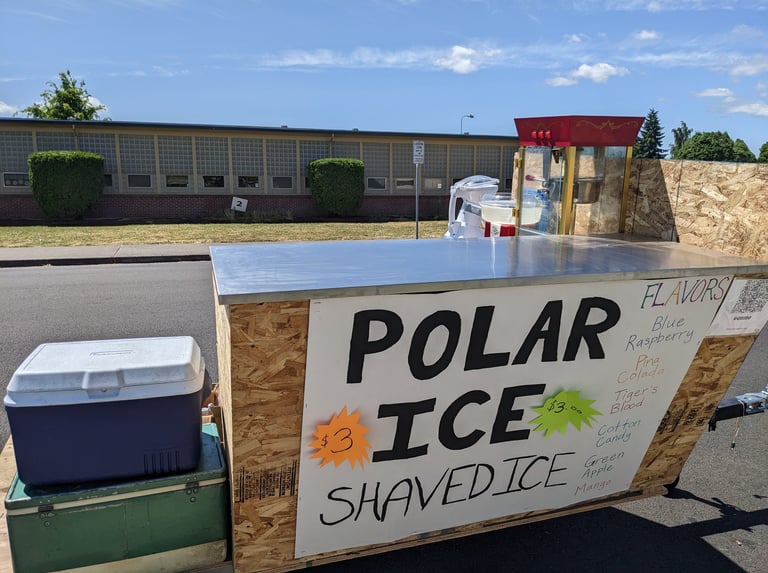 POLAR
ICE
$3
$3.00
SHAVED ICE
FLAVORS
Blue
Raspberry
Pina
Colada
Tiger's
Blood
Cotton
Candy
Green
Apple
Mango
2